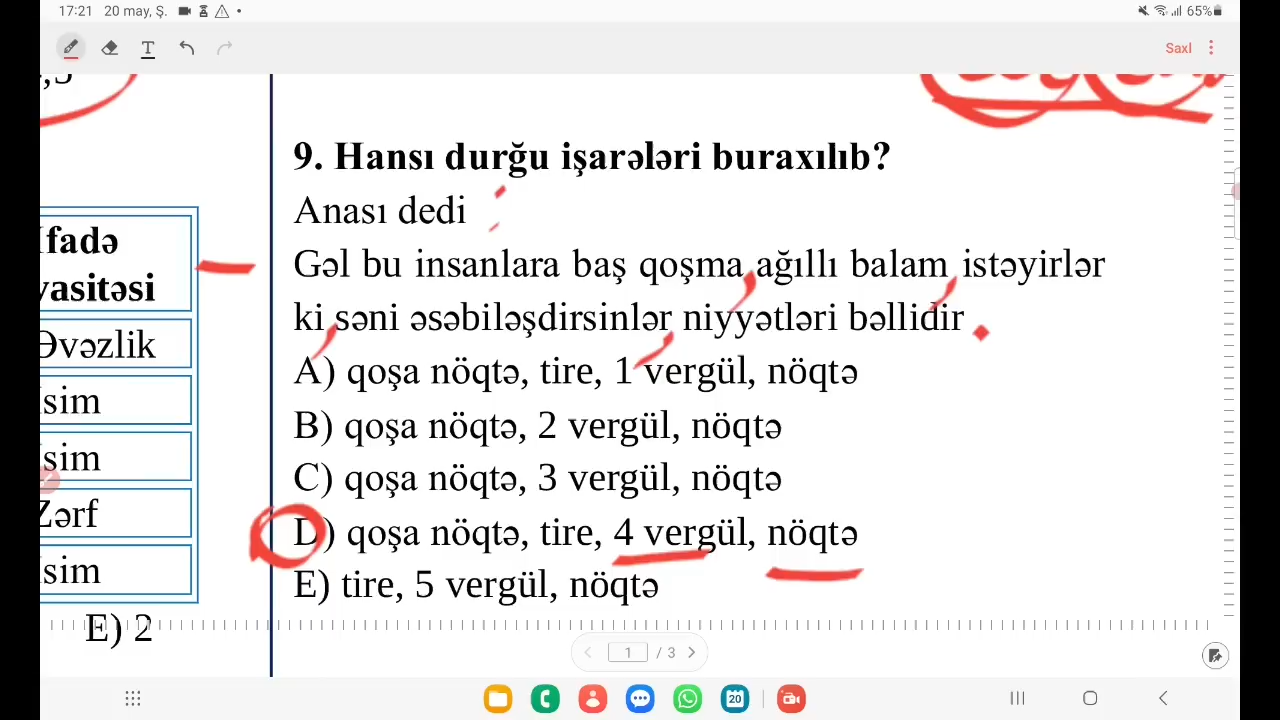 17:21 20 may, Ş.
65%
Saxl
9. Hansı durğu işarələri buraxılıb?
Anası dedi :
Gəl bu insanlara baş qoşma, ağıllı balam, istəyirlər
ki, səni əsəbiləşdirsinlər, niyyətləri bəllidir.
A) qoşa nöqtə, tire, 1 vergül, nöqtə
B) qoşa nöqtə, 2 vergül, nöqtə
C) qoşa nöqtə, 3 vergül, nöqtə
D) qoşa nöqtə, tire, 4 vergül, nöqtə
E) tire, 5 vergül, nöqtə
İfadə
vasitəsi
Əvəzlik
İsim
İsim
Zərf
İsim
E) 2
1 / 3
20